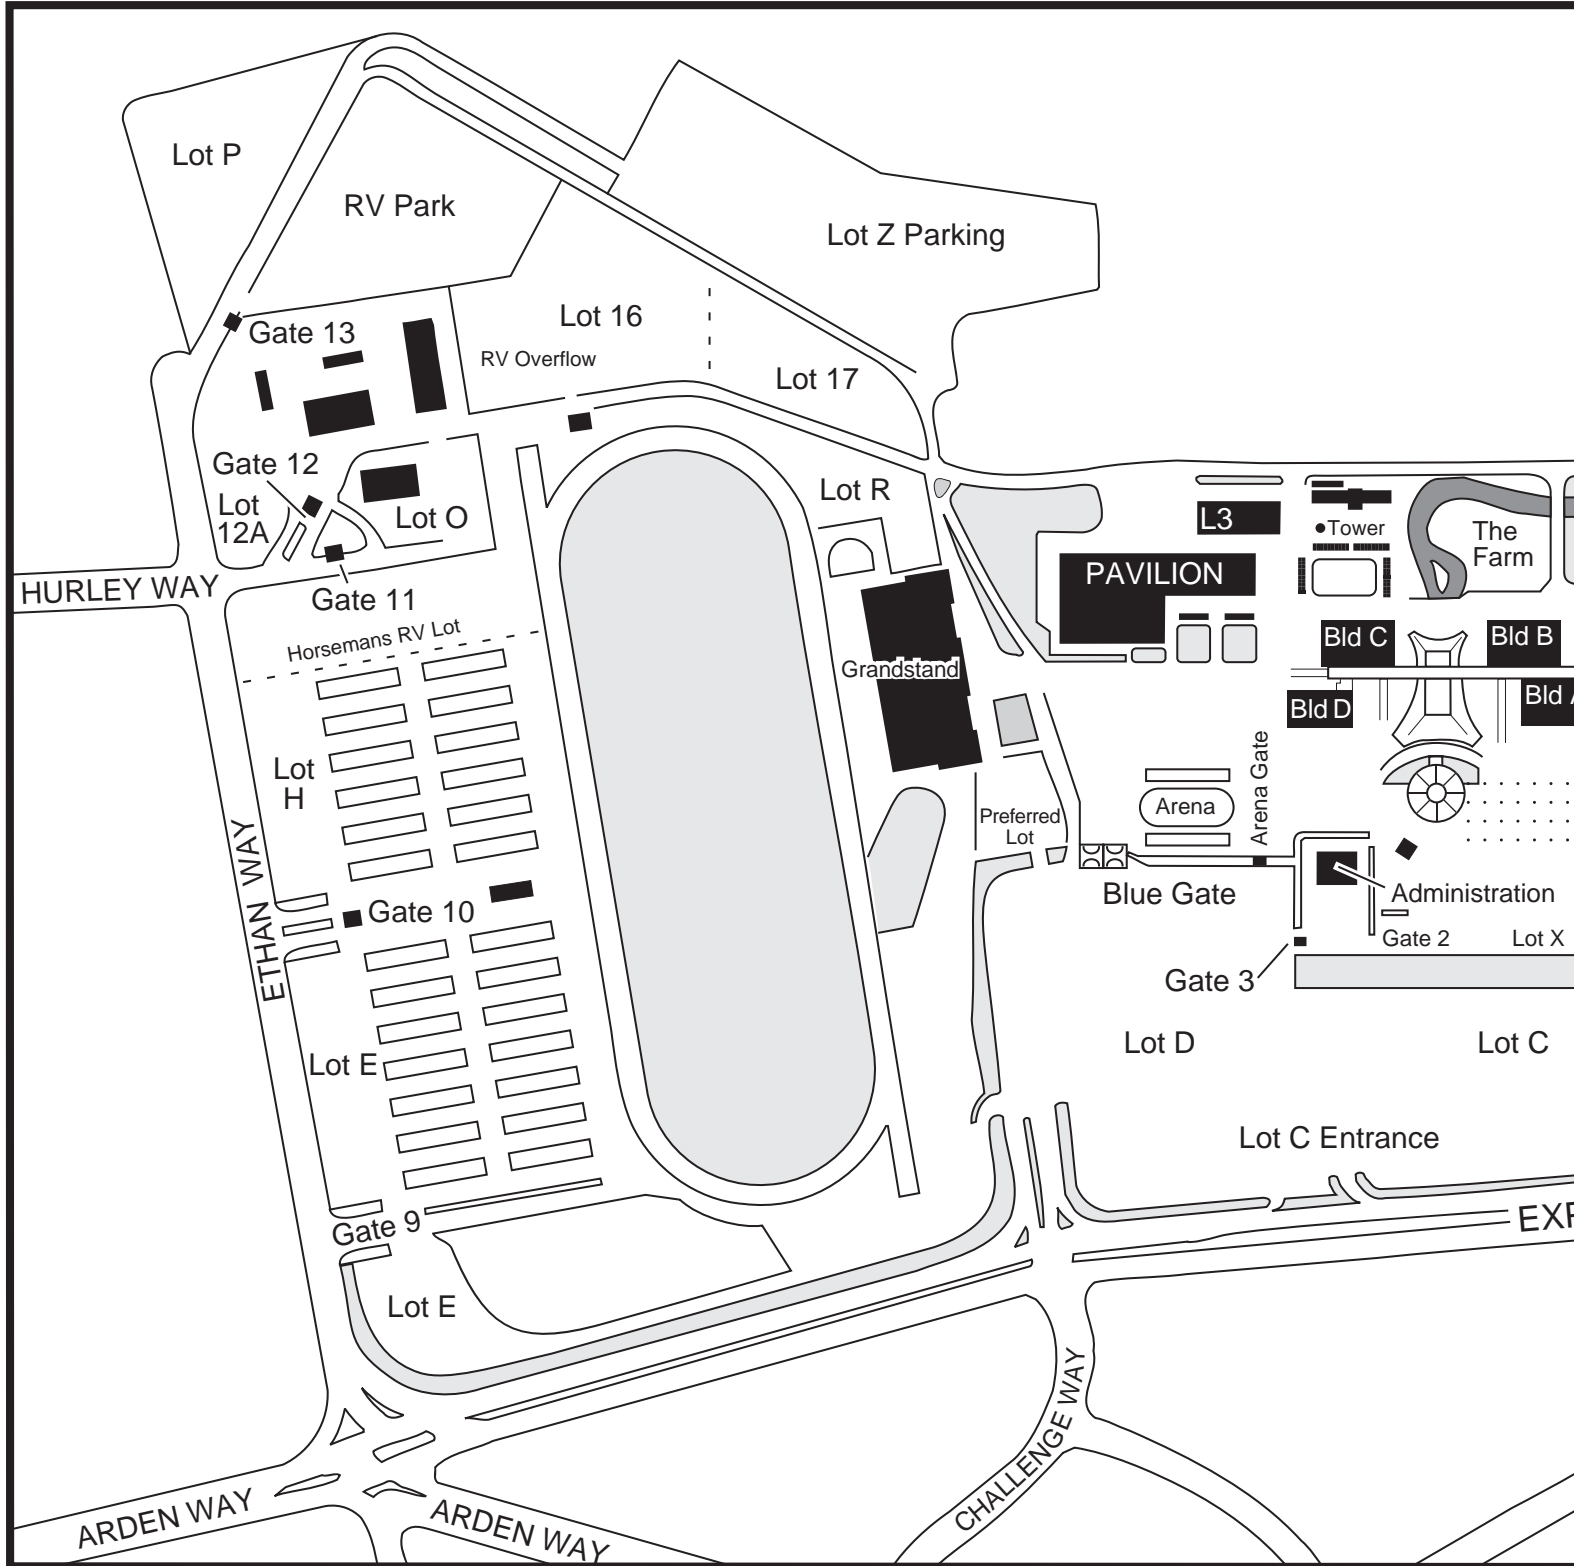 Lot P
RV Park
Lot Z Parking
Lot 16
RV Overflow
Gate 13
Lot 17
Gate 12
Lot
12A
Lot O
Lot R
L3
Tower
The
Farm
PAVILION
HURLEY WAY
Gate 11
Horsemans RV Lot
Grandstand
Bld C
Bld B
Bld D
Bld A
Lot
H
Arena Gate
Arena
Preferred
Lot
ETHAN WAY
Gate 10
Blue Gate
Administration
Gate 2
Lot X
Gate 3
Lot E
Lot D
Lot C
Lot C Entrance
Gate 9
EXP
Lot E
CHALLENGE WAY
ARDEN WAY
ARDEN WAY